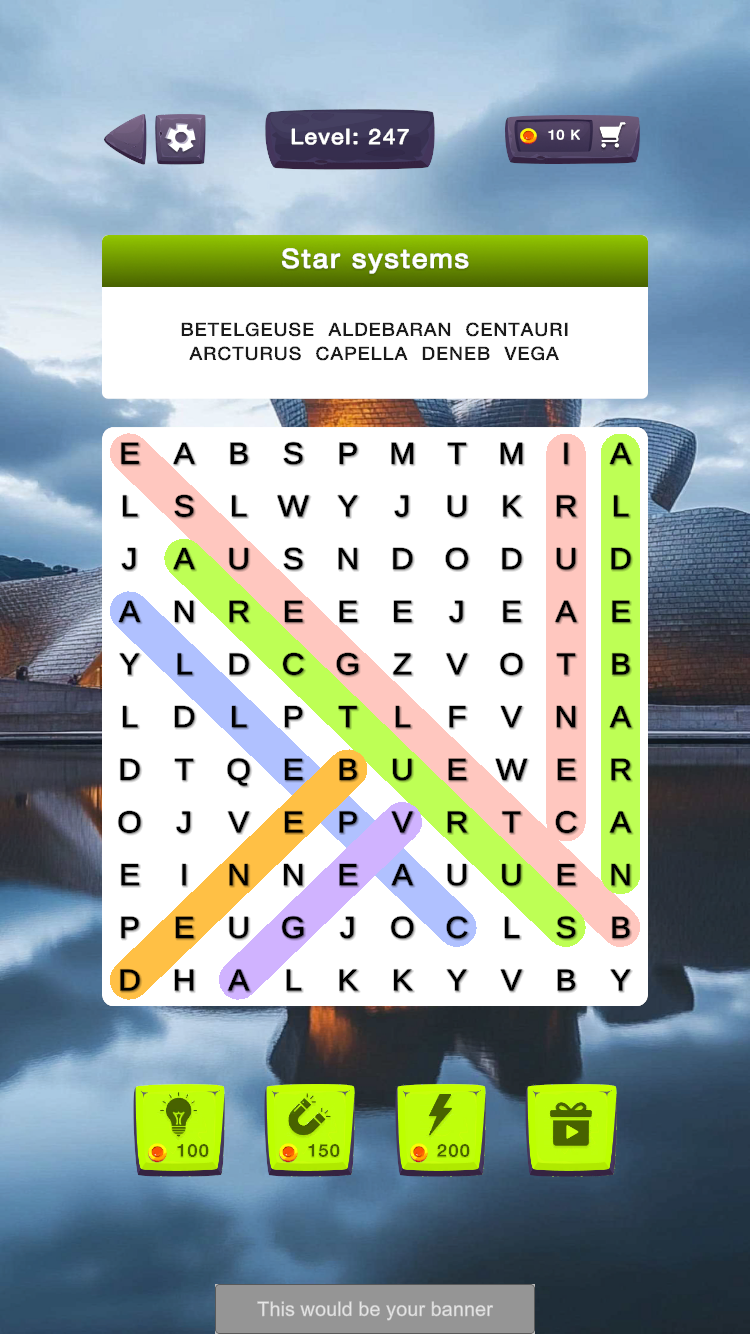 Level: 247
10 K
Star systems
BETELGEUSE ALDEBARAN CENTAURI
ARCTURUS CAPELLA DENEB VEGA
E A B S P M T M I A
L S L W Y J U K R L
J A U S N D O D U D
A N R E E E J E A E
Y L D C G Z V O T B
L D L P T L F V N A
D T Q E B U E W E R
O J V E P V R T C A
E I N N E A U U E N
P E U G J O C L S B
D H A L K K Y V B Y
100 150 200
This would be your banner